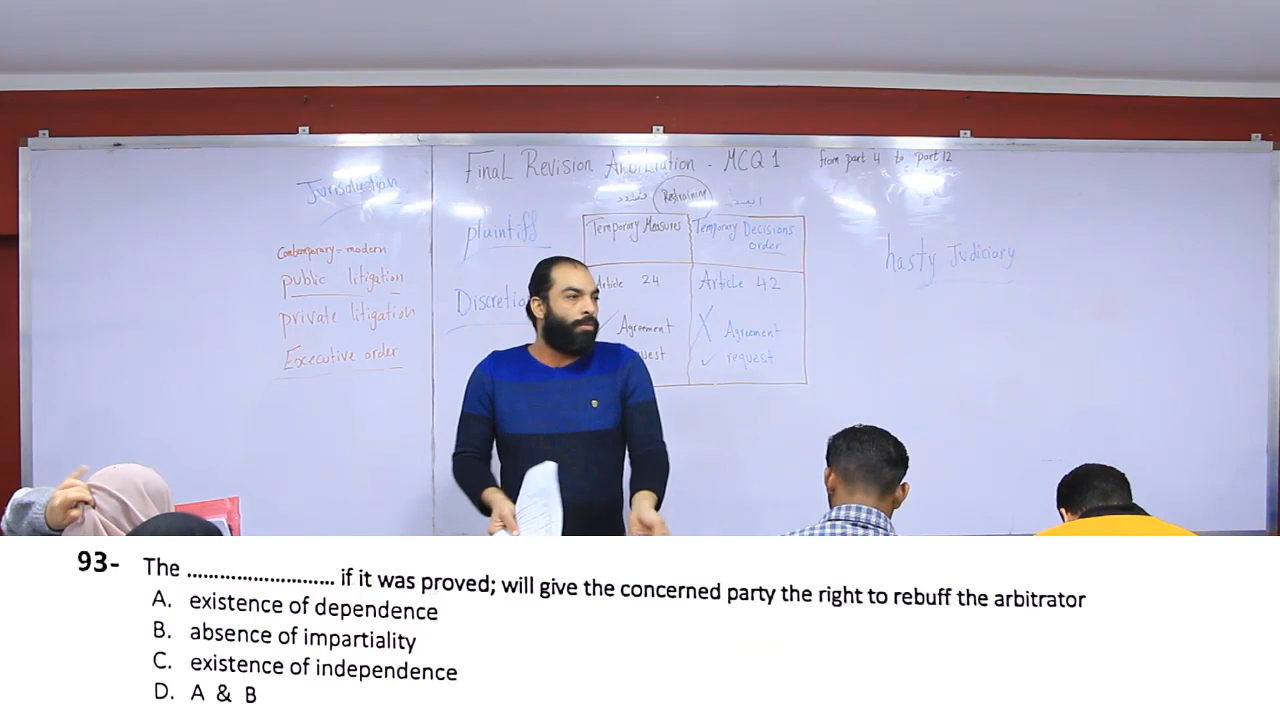 Final Revision Arbitration - MCQ 1
from part 4 to part 12
Jurisdiction
Contemporary = modern
public litigation
private litigation
Executive order
plaintiff
Restraining
Temporary Measures
Temporary Decisions
order
Article 24
Article 42
Agreement
X Agreement
✓ request
hasty Judiciary
93- The ........................... if it was proved; will give the concerned party the right to rebuff the arbitrator
A. existence of dependence
B. absence of impartiality
C. existence of independence
D. A & B